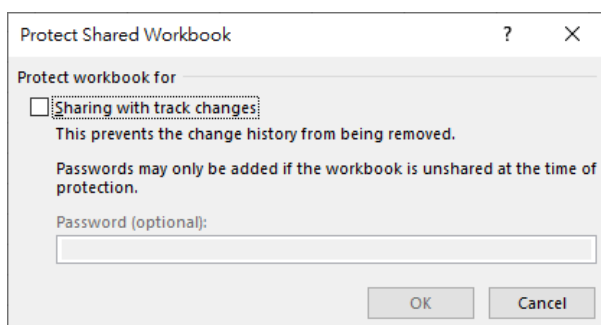 Protect Shared Workbook
Protect workbook for
Sharing with track changes
This prevents the change history from being removed.
Passwords may only be added if the workbook is unshared at the time of
protection.
Password (optional):
OK Cancel